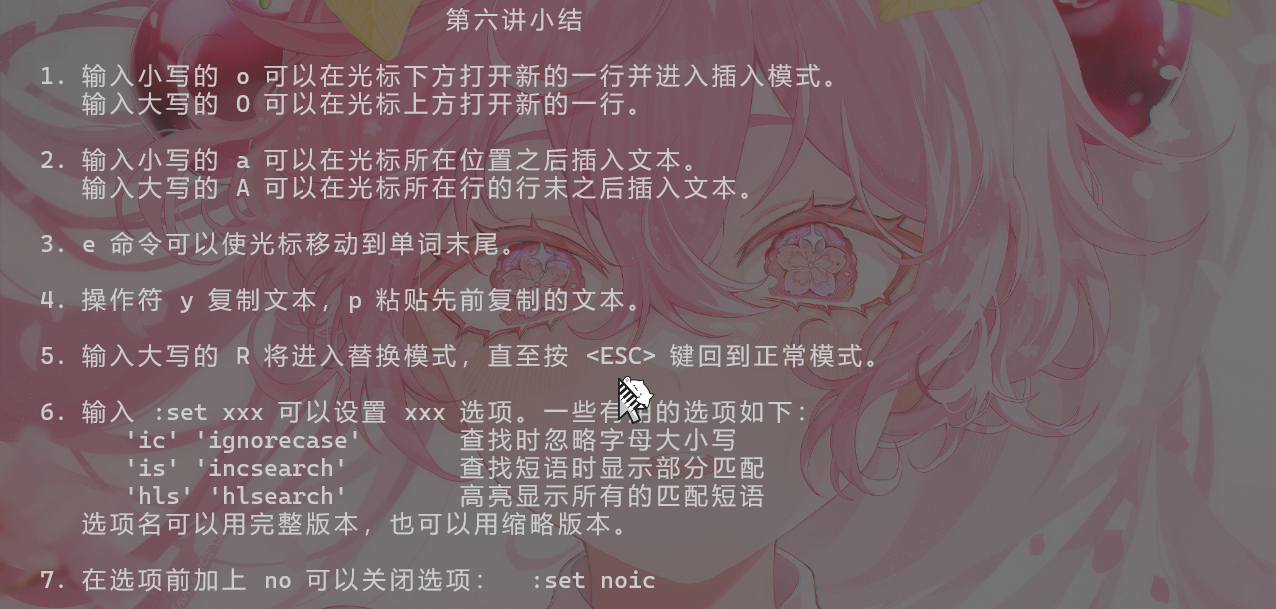 第六讲小结
1. 输入小写的 o 可以在光标下方打开新的一行并进入插入模式。
输入大写的 O 可以在光标上方打开新的一行。
2. 输入小写的 a 可以在光标所在位置之后插入文本。
输入大写的 A 可以在光标所在行的行末之后插入文本。
3. e 命令可以使光标移动到单词末尾。
4. 操作符 y 复制文本，p 粘贴先前复制的文本。
5. 输入大写的 R 将进入替换模式，直至按 <ESC> 键回到正常模式。
6. 输入 :set xxx 可以设置 xxx 选项。一些有用的选项如下：
'ic' 'ignorecase' 查找时忽略字母大小写
'is' 'incsearch' 查找短语时显示部分匹配
'hls' 'hlsearch' 高亮显示所有的匹配短语
选项名可以用完整版本，也可以用缩略版本。
7. 在选项前加上 no 可以关闭选项： :set noic